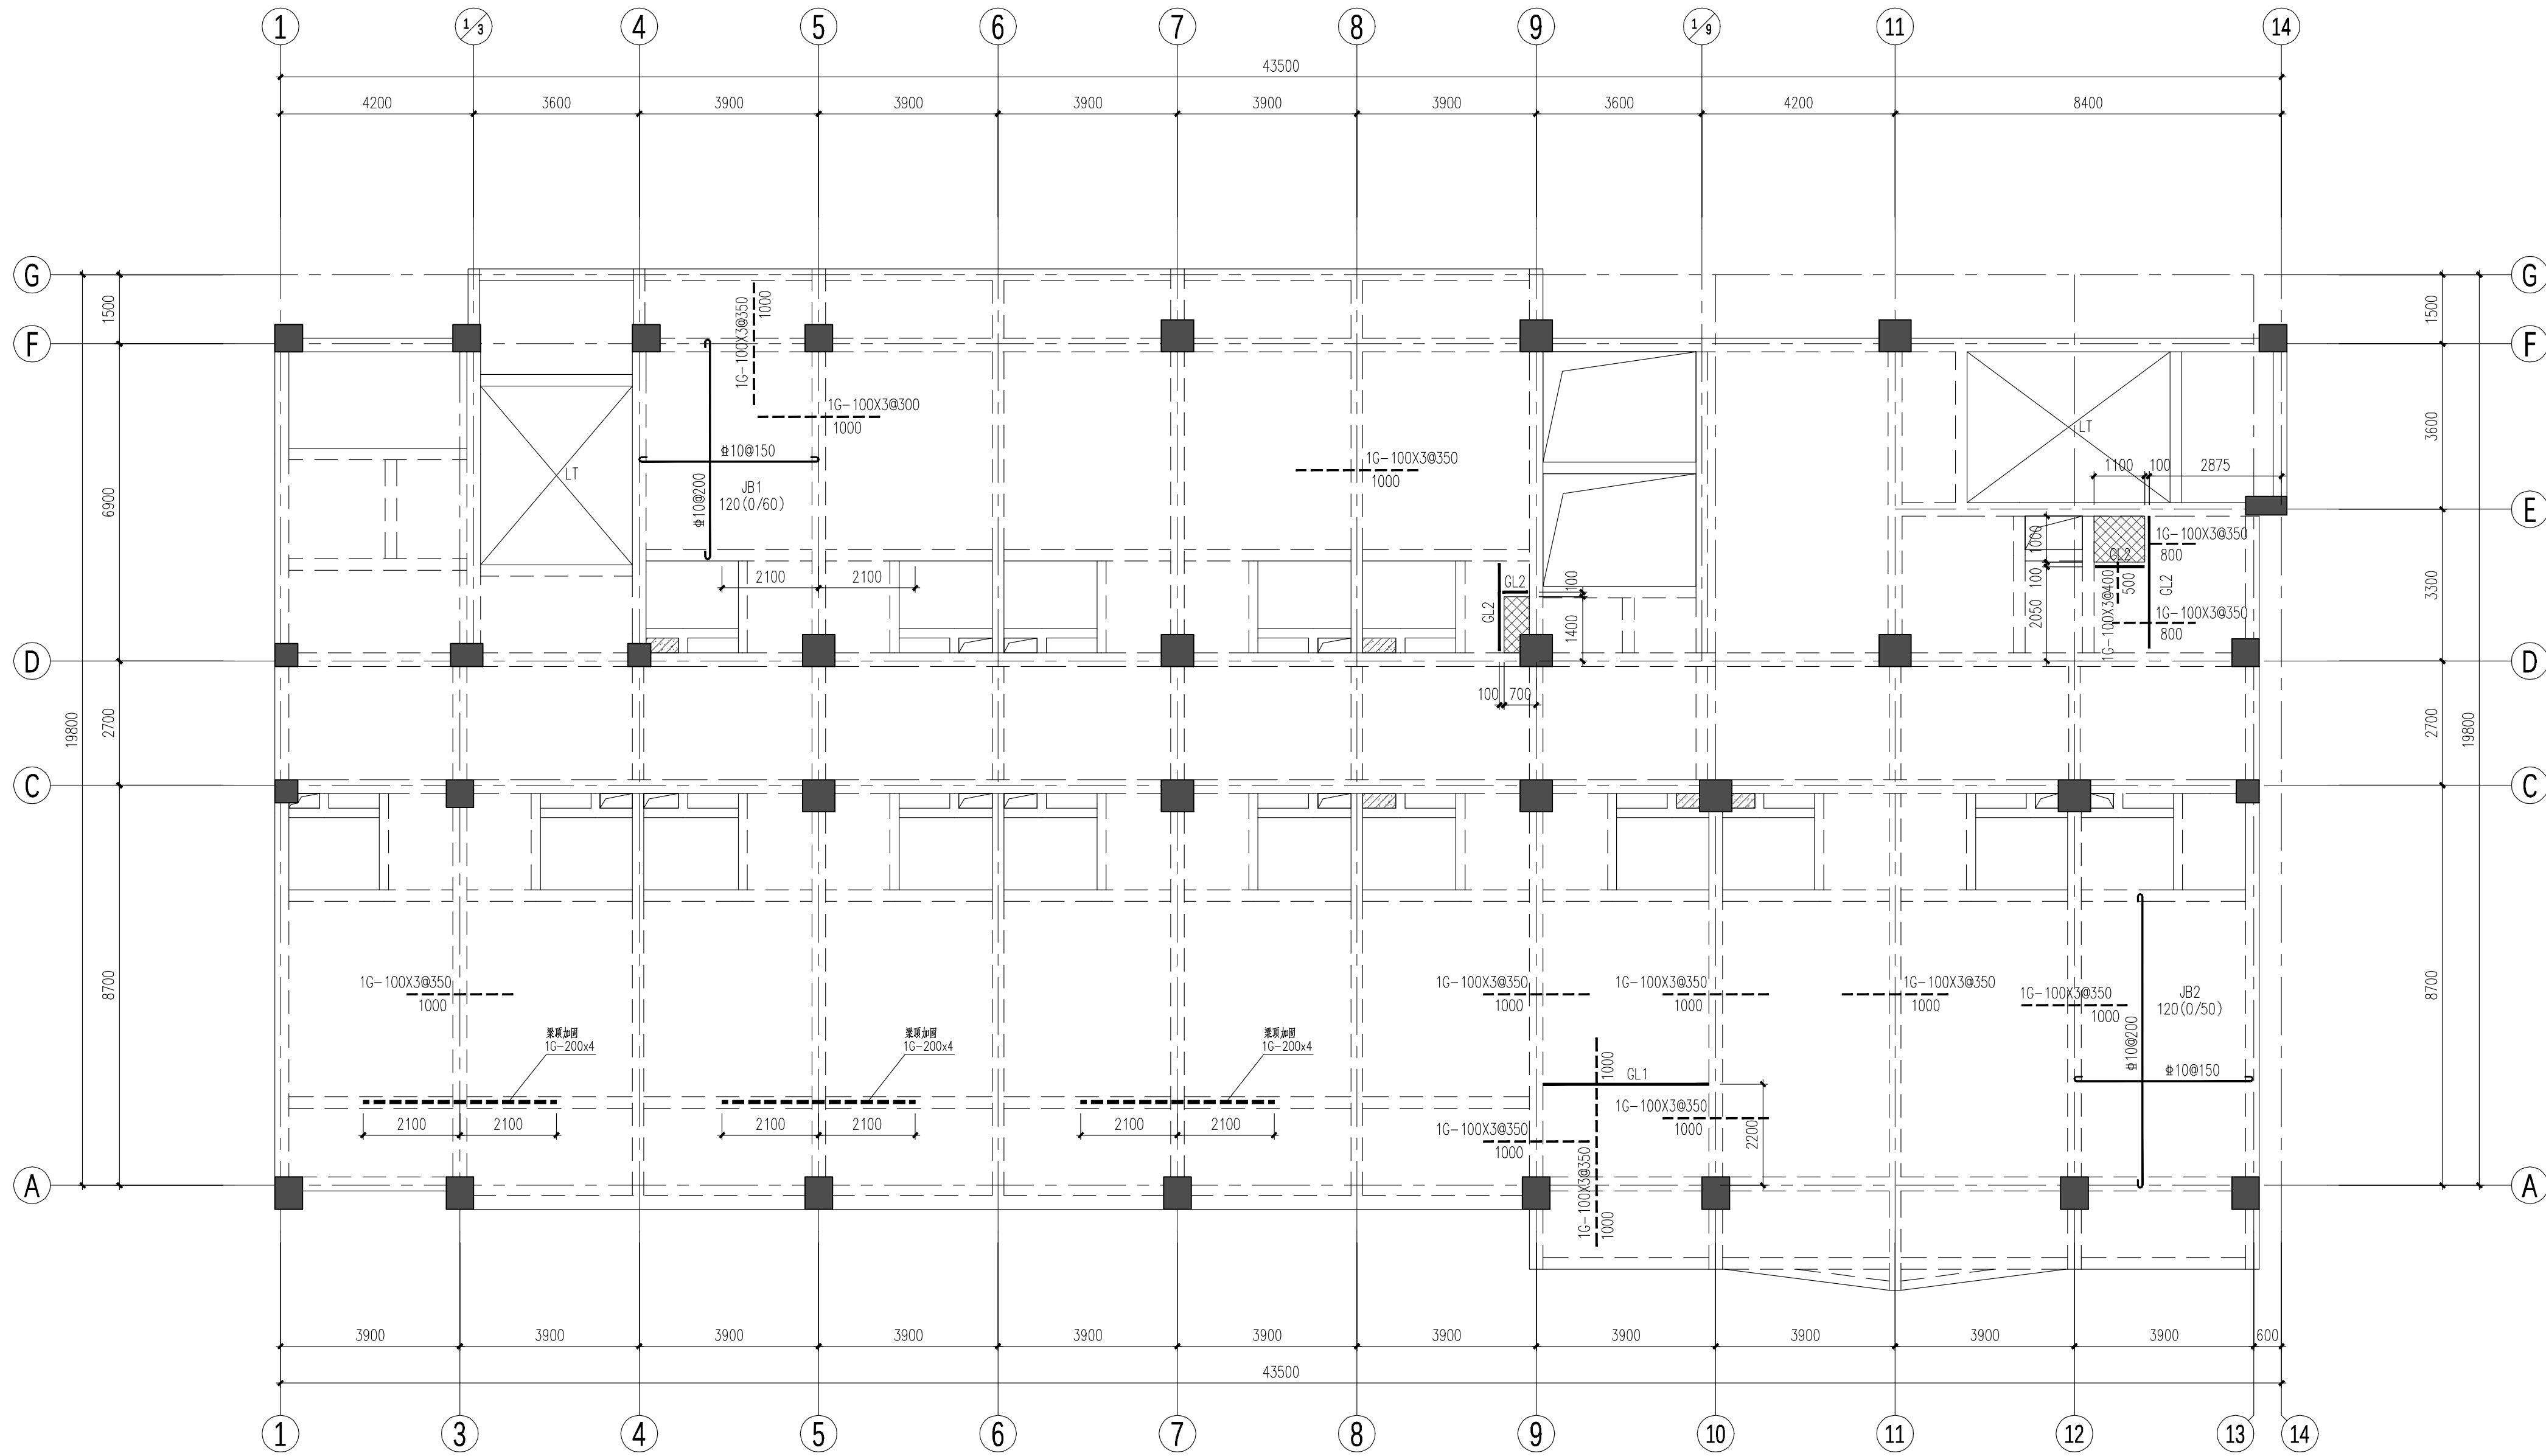 1 1/3 4 5 6 7 8 9 1/9 11 14
43500
4200 3600 3900 3900 3900 3900 3900 3600 4200 8400
G G
1500 1500
1G-100X3@350
1000
F F
1G-100X3@300
1000
6900 3600
Φ10@150
1G-100X3@350
1000
LT
LT
JB1
120(0/60)
Φ10@200
1100 100 2875
E E
1000
1G-100X3@350
800
GL2
500
GL2
100
2050
1G-100X3@400
1G-100X3@350
800
3300
2100 2100
GL2
GL2
100
1400
D D
100 700
19800 2700 2700 19800
C C
8700 8700
1G-100X3@350
1000
1G-100X3@350
1000
1G-100X3@350
1000
1G-100X3@350
1000
1G-100X3@350
1000
JB2
120(0/50)
Φ10@200
Φ10@150
梁顶加固
1G-200x4
梁顶加固
1G-200x4
梁顶加固
1G-200x4
1000
GL1
1G-100X3@350
1000
2200
2100 2100
2100 2100
2100 2100
1G-100X3@350
1000
1G-100X3@350
1000
A A
3900 3900 3900 3900 3900 3900 3900 3900 3900 3900 3900 600
43500
1 3 4 5 6 7 8 9 10 11 12 13 14